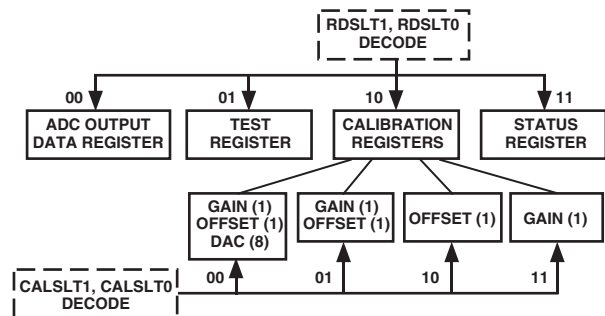 RDSLT1, RDSLT0
DECODE
00
01
10
11
ADC OUTPUT
DATA REGISTER
TEST
REGISTER
CALIBRATION
REGISTERS
STATUS
REGISTER
GAIN (1)
OFFSET (1)
DAC (8)
GAIN (1)
OFFSET (1)
OFFSET (1)
GAIN (1)
00
01
10
11
CALSLT1, CALSLT0
DECODE